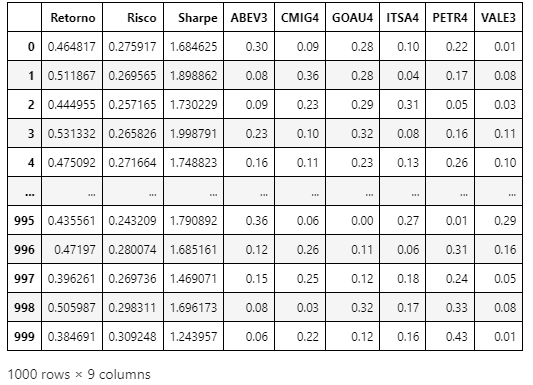 Retorno Risco Sharpe ABEV3 CMIG4 GOAU4 ITSA4 PETR4 VALE3
0 0.464817 0.275917 1.684625 0.30 0.09 0.28 0.10 0.22 0.01
1 0.511867 0.269565 1.898862 0.08 0.36 0.28 0.04 0.17 0.08
2 0.444955 0.257165 1.730229 0.09 0.23 0.29 0.31 0.05 0.03
3 0.531332 0.265826 1.998791 0.23 0.10 0.32 0.08 0.16 0.11
4 0.475092 0.271664 1.748823 0.16 0.11 0.23 0.13 0.26 0.10
... ... ... ... ... ... ... ... ... ...
995 0.435561 0.243209 1.790892 0.36 0.06 0.00 0.27 0.01 0.29
996 0.47197 0.280074 1.685161 0.12 0.26 0.11 0.06 0.31 0.16
997 0.396261 0.269736 1.469071 0.15 0.25 0.12 0.18 0.24 0.05
998 0.505987 0.298311 1.696173 0.08 0.03 0.32 0.17 0.33 0.08
999 0.384691 0.309248 1.243957 0.06 0.22 0.12 0.16 0.43 0.01
1000 rows × 9 columns